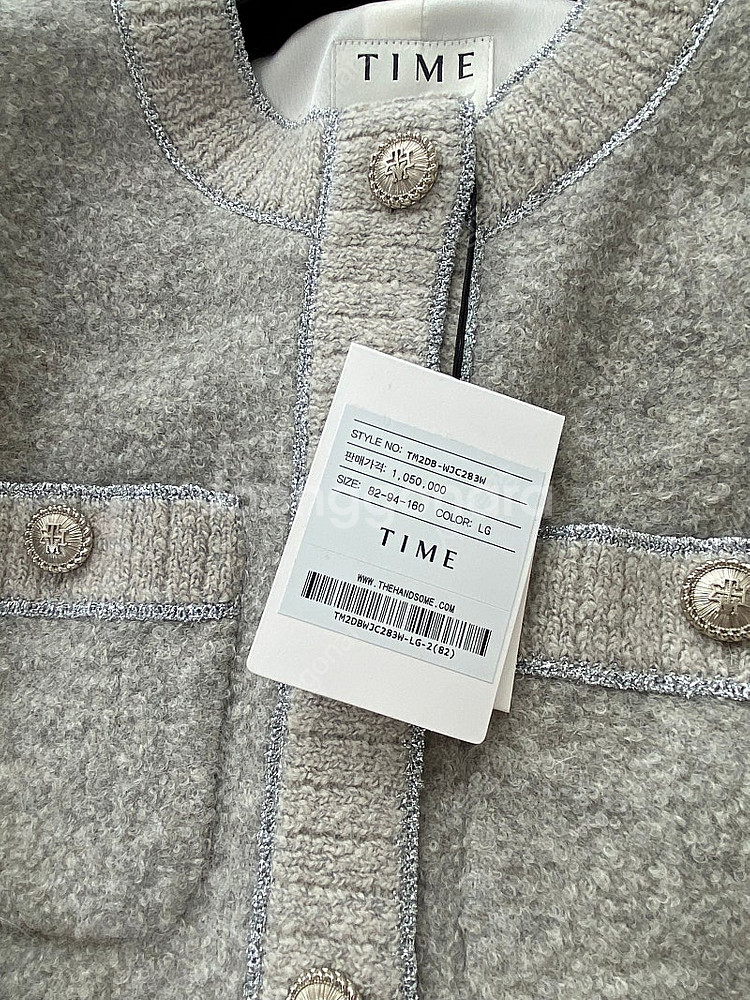 TIME
STYLE NO: TM2DB-WJC283W
판매가격: 1,050,000
SIZE: 82-94-160 COLOR: LG
TIME
WWW.THEHANDSOME.COM
TM2DBWJC283W-LG-2(82)